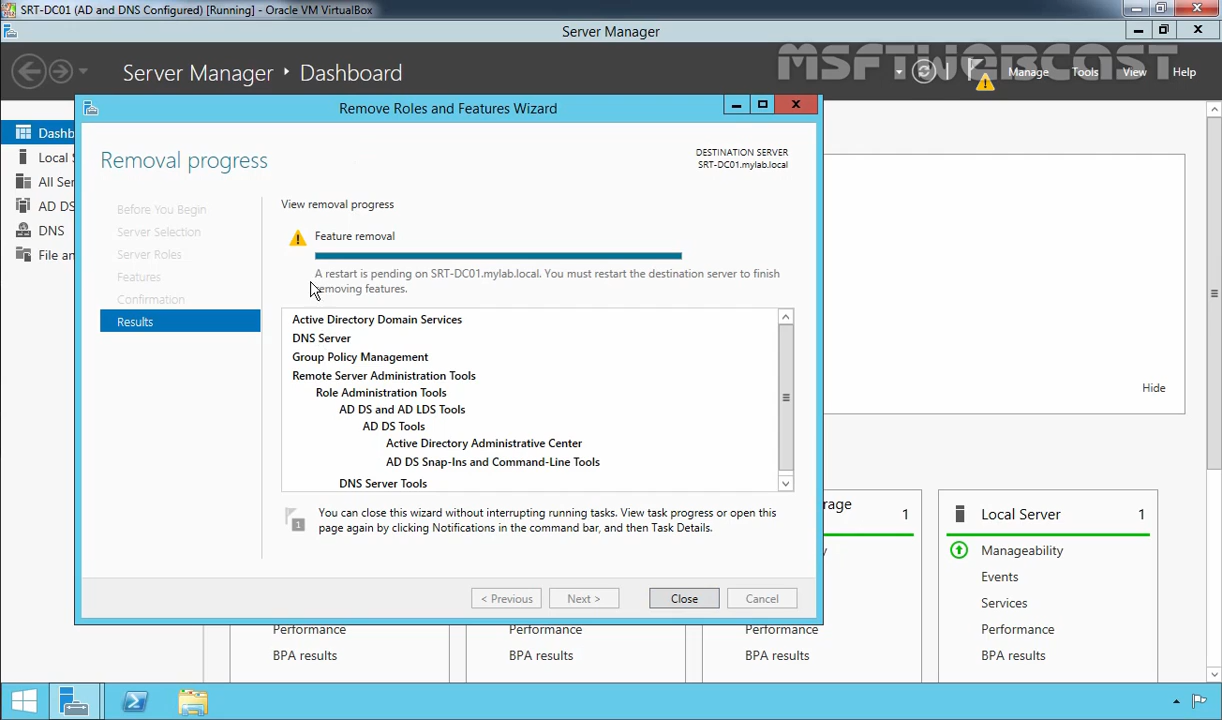 SRT-DC01 (AD and DNS Configured) [Running] - Oracle VM VirtualBox
Server Manager
Server Manager ‣ Dashboard
MSFTWEBCAST
Manage
Tools
View
Help
Dashb
Local S
All Ser
AD DS
DNS
File an
Remove Roles and Features Wizard
Removal progress
DESTINATION SERVER
SRT-DC01.mylab.local
Before You Begin
Server Selection
Server Roles
Features
Confirmation
Results
View removal progress
Feature removal
A restart is pending on SRT-DC01.mylab.local. You must restart the destination server to finish
removing features.
Active Directory Domain Services
DNS Server
Group Policy Management
Remote Server Administration Tools
Role Administration Tools
AD DS and AD LDS Tools
AD DS Tools
Active Directory Administrative Center
AD DS Snap-Ins and Command-Line Tools
DNS Server Tools
1
You can close this wizard without interrupting running tasks. View task progress or open this
page again by clicking Notifications in the command bar, and then Task Details.
< Previous
Next >
Close
Cancel
Hide
rage
1
Local Server
1
Manageability
Events
Services
Performance
BPA results
Performance
BPA results
Performance
BPA results
Performance
BPA results